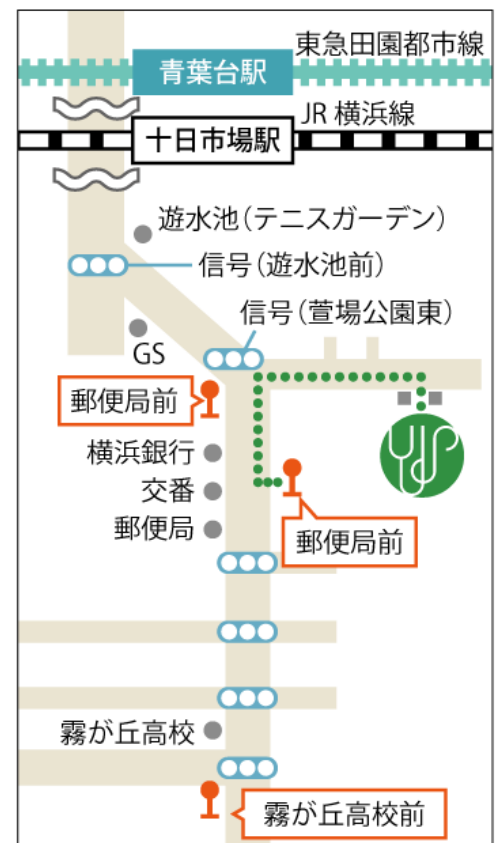 東急田園都市線
青葉台駅
JR 横浜線
十日市場駅
遊水池(テニスガーデン)
信号(遊水池前)
信号(萱場公園東)
GS
郵便局前
横浜銀行
交番
郵便局
郵便局前
霧が丘高校
霧が丘高校前